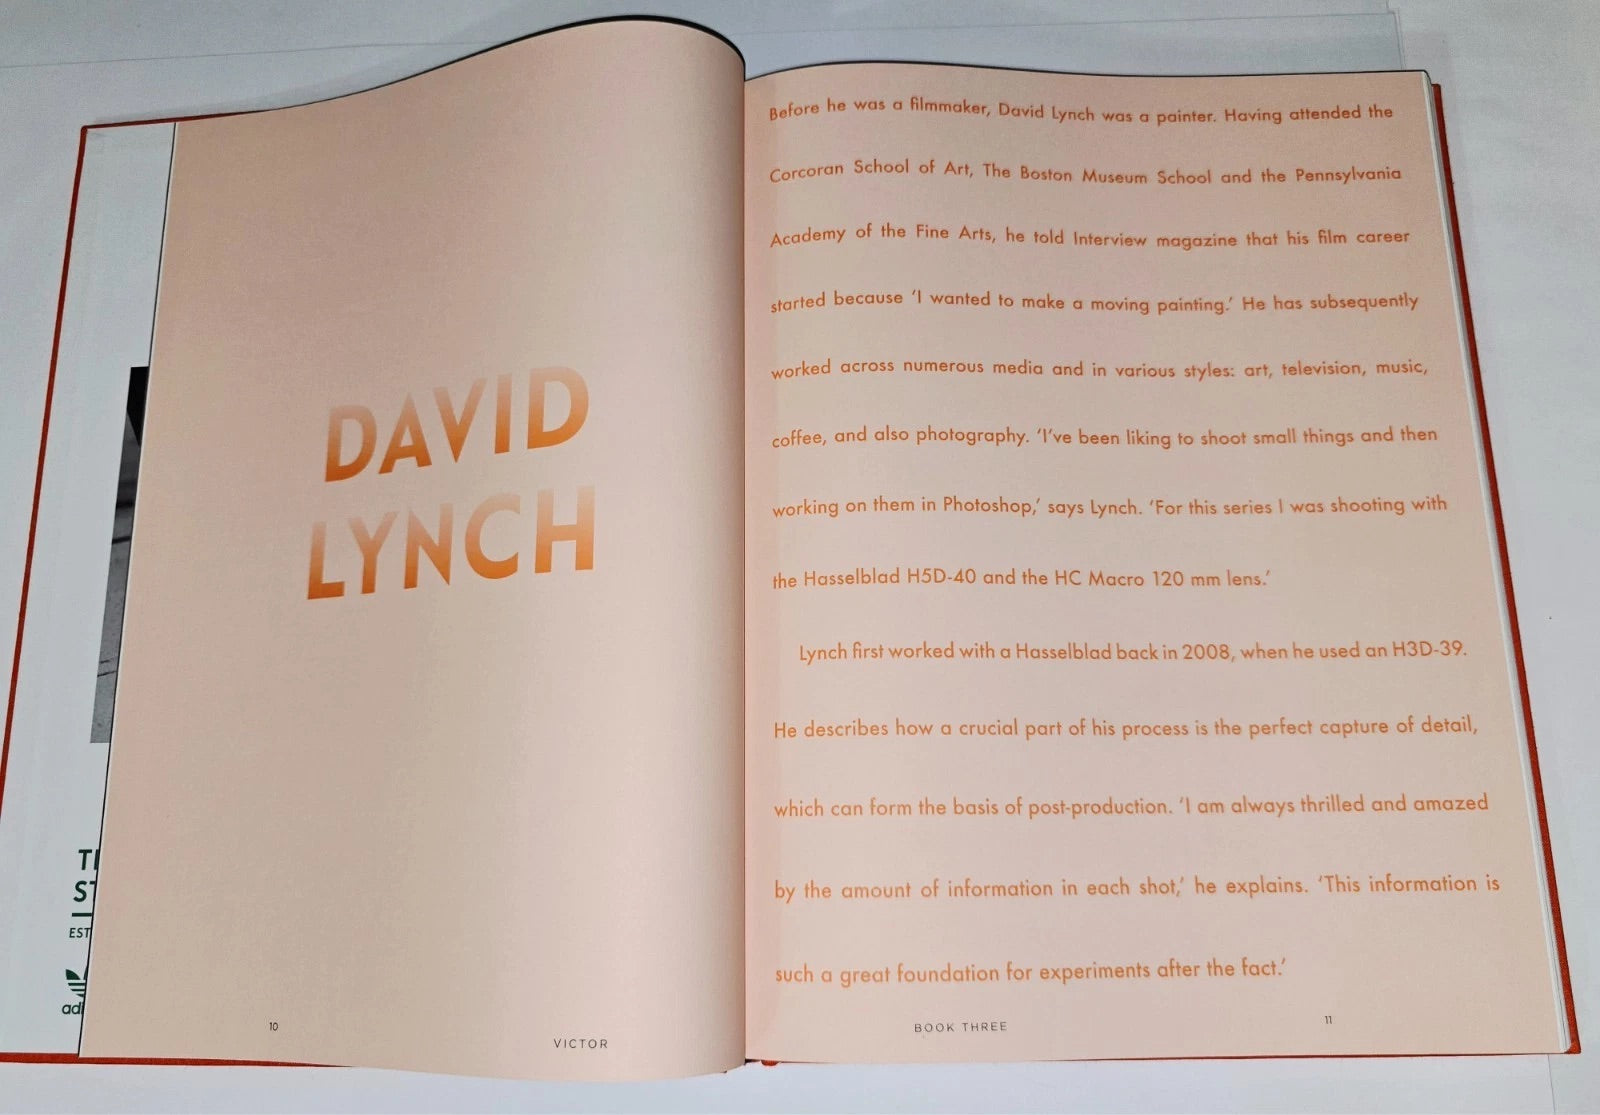 DAVID
LYNCH
10
VICTOR
EST
Before he was a filmmaker, David Lynch was a painter. Having attended the
Corcoran School of Art, The Boston Museum School and the Pennsylvania
Academy of the Fine Arts, he told Interview magazine that his film career
started because ‘I wanted to make a moving painting.’ He has subsequently
worked across numerous media and in various styles: art, television, music,
coffee, and also photography. ‘I’ve been liking to shoot small things and then
working on them in Photoshop,’ says Lynch. ‘For this series I was shooting with
the Hasselblad H5D-40 and the HC Macro 120 mm lens.’
Lynch first worked with a Hasselblad back in 2008, when he used an H3D-39.
He describes how a crucial part of his process is the perfect capture of detail,
which can form the basis of post-production. ‘I am always thrilled and amazed
by the amount of information in each shot,’ he explains. ‘This information is
such a great foundation for experiments after the fact.’
BOOK THREE
11